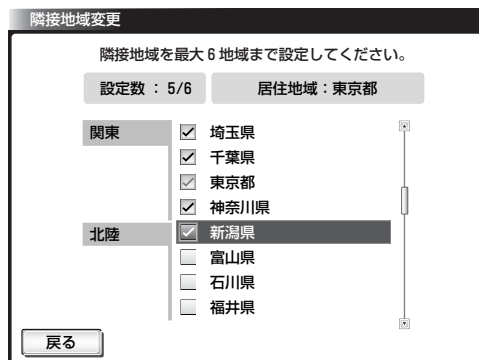 隣接地域変更
隣接地域を最大6地域まで設定してください。
設定数 : 5/6 居住地域：東京都
関東 埼玉県
千葉県
東京都
神奈川県
北陸 新潟県
富山県
石川県
福井県
戻る